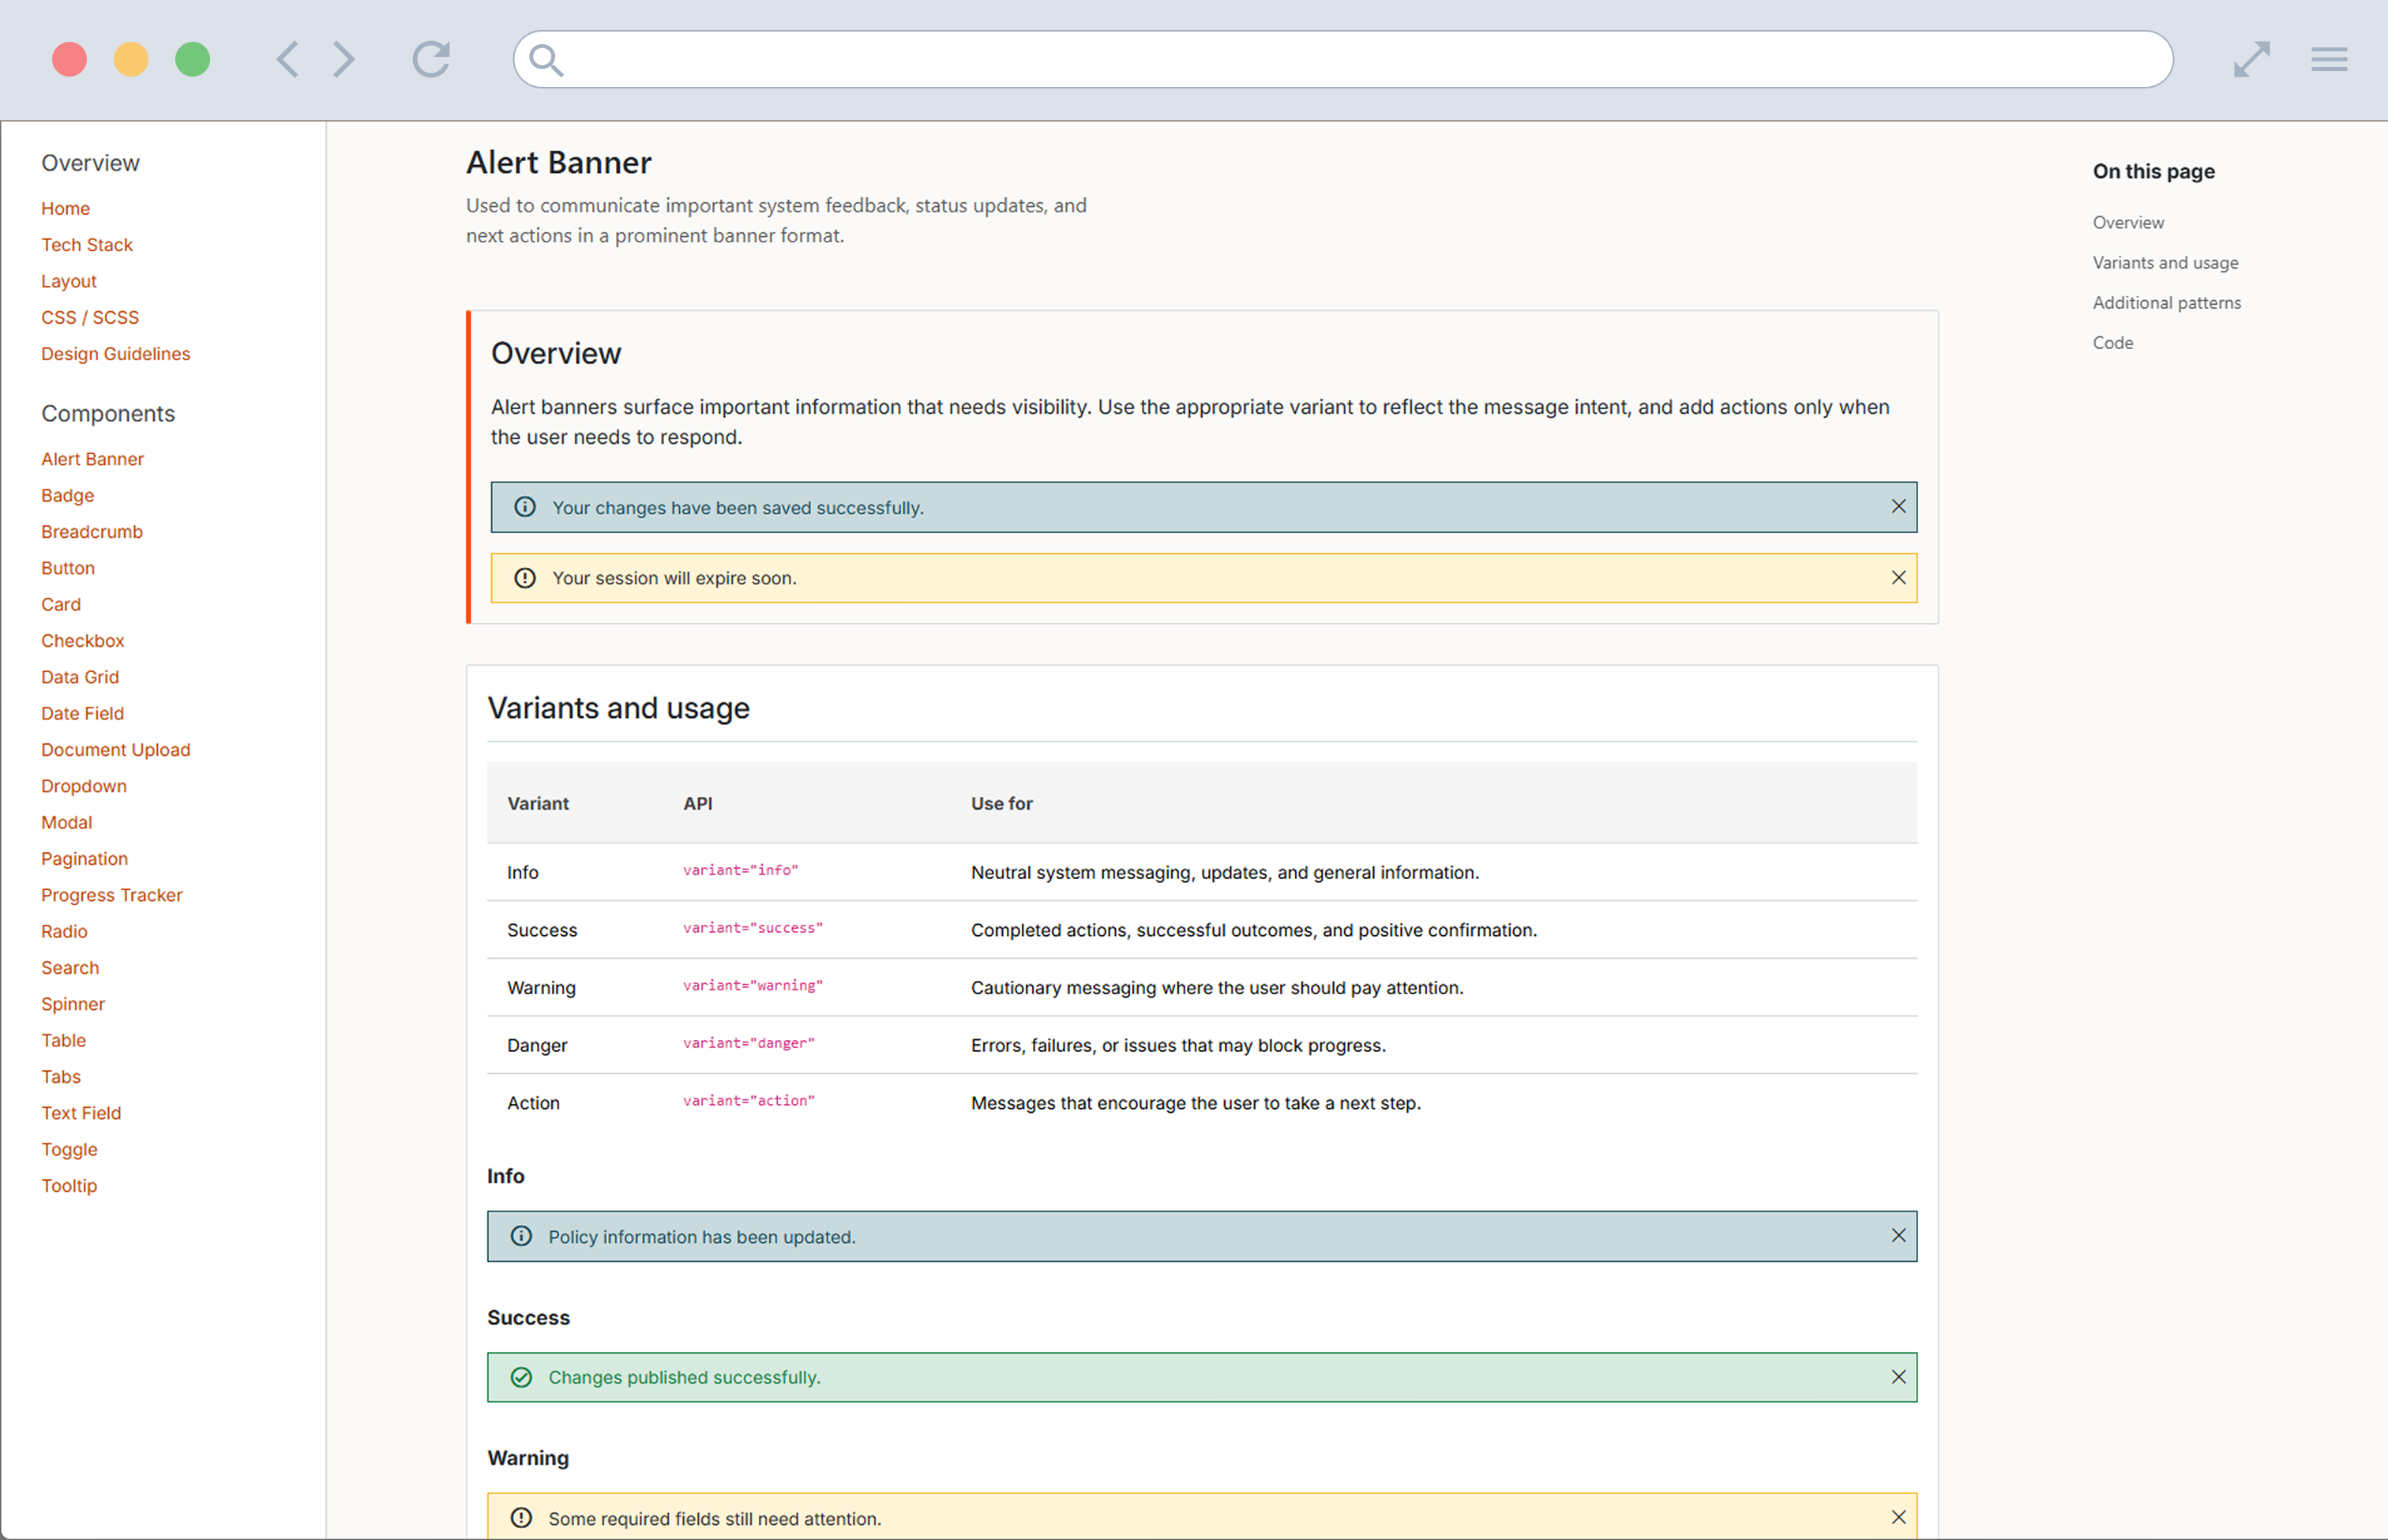 Overview
Home
Tech Stack
Layout
CSS / SCSS
Design Guidelines
Components
Alert Banner
Badge
Breadcrumb
Button
Card
Checkbox
Data Grid
Date Field
Document Upload
Dropdown
Modal
Pagination
Progress Tracker
Radio
Search
Spinner
Table
Tabs
Text Field
Toggle
Tooltip
Alert Banner
Used to communicate important system feedback, status updates, and
next actions in a prominent banner format.
Overview
Alert banners surface important information that needs visibility. Use the appropriate variant to reflect the message intent, and add actions only when
the user needs to respond.
Your changes have been saved successfully.
Your session will expire soon.
Variants and usage
Variant API Use for
Info variant="info" Neutral system messaging, updates, and general information.
Success variant="success" Completed actions, successful outcomes, and positive confirmation.
Warning variant="warning" Cautionary messaging where the user should pay attention.
Danger variant="danger" Errors, failures, or issues that may block progress.
Action variant="action" Messages that encourage the user to take a next step.
Info
Policy information has been updated.
Success
Changes published successfully.
Warning
Some required fields still need attention.
On this page
Overview
Variants and usage
Additional patterns
Code